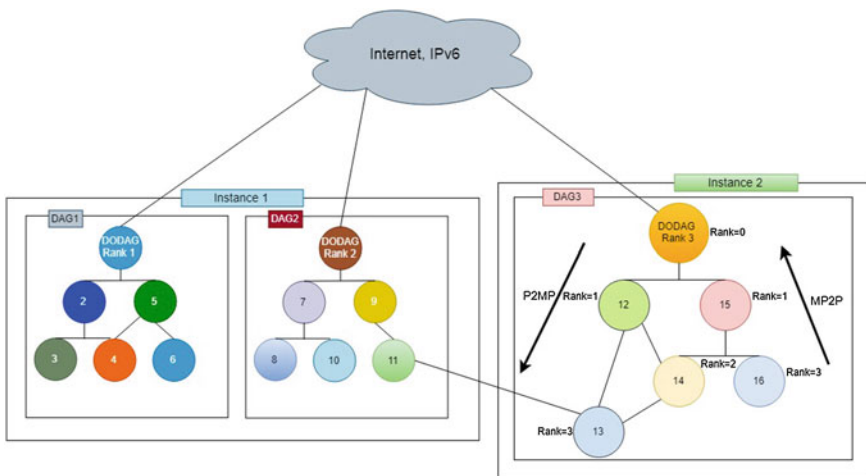 Internet, IPv6
Instance 1
Instance 2
DAG1
DAG2
DAG3
DODAG
Rank 1
DODAG
Rank 2
DODAG
Rank 3
Rank=0
2
5
7
9
P2MP
Rank=1
12
15
Rank=1
MP2P
3
4
6
8
10
11
14
Rank=2
16
Rank=3
Rank=3
13